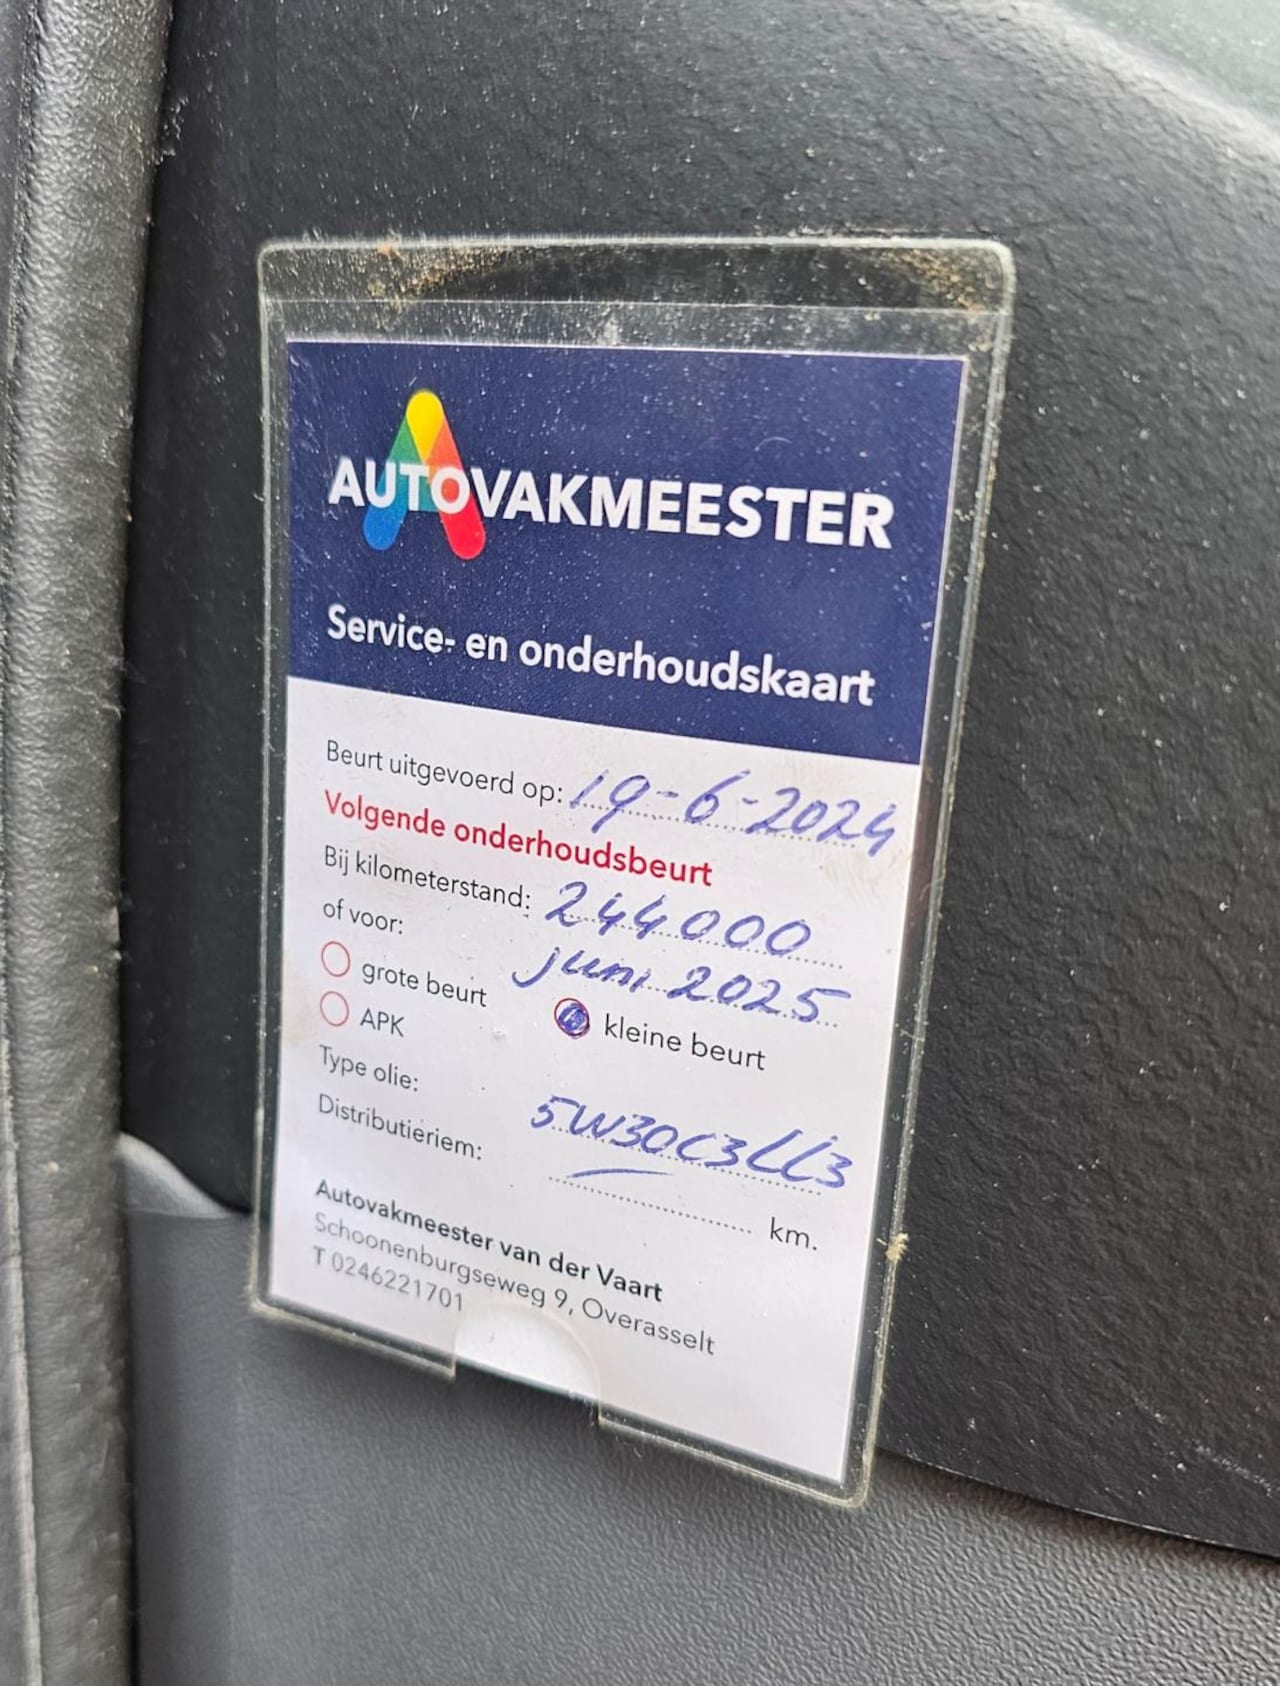 AUTOVAKMEESTER
Service- en onderhoudskaart
Beurt uitgevoerd op: 19-6-2024
Volgende onderhoudsbeurt
Bij kilometerstand: 244000
of voor: juni 2025
grote beurt
kleine beurt
APK
Type olie: 5W30C3LL3
Distributieriem: km.
Autovakmeester van der Vaart
Schoonenburgseweg 9, Overasselt
T 0246221701